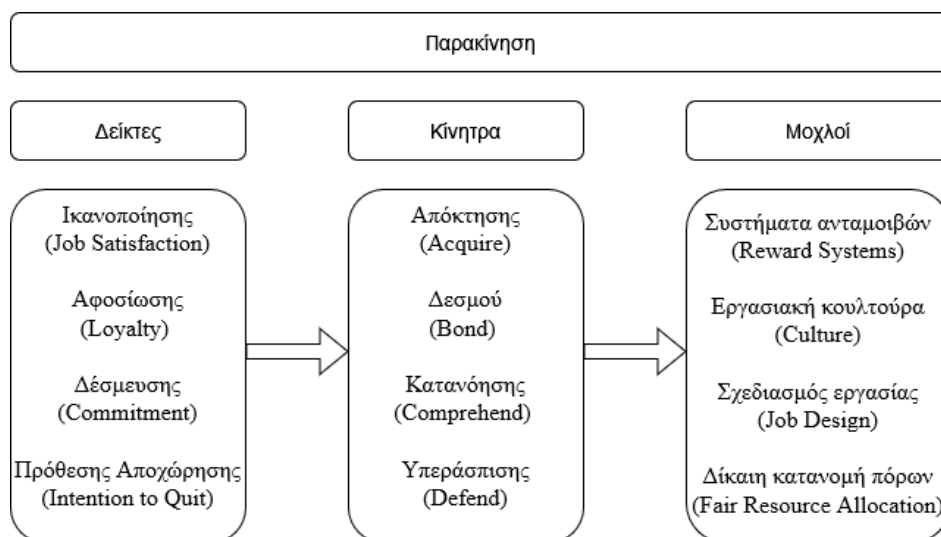 Παρακίνηση
Δείκτες
Κίνητρα
Μοχλοί
Ικανοποίησης
(Job Satisfaction)
Αφοσίωσης
(Loyalty)
Δέσμευσης
(Commitment)
Πρόθεσης Αποχώρησης
(Intention to Quit)
Απόκτησης
(Acquire)
Δεσμού
(Bond)
Κατανόησης
(Comprehend)
Υπεράσπισης
(Defend)
Συστήματα ανταμοιβών
(Reward Systems)
Εργασιακή κουλτούρα
(Culture)
Σχεδιασμός εργασίας
(Job Design)
Δίκαιη κατανομή πόρων
(Fair Resource Allocation)